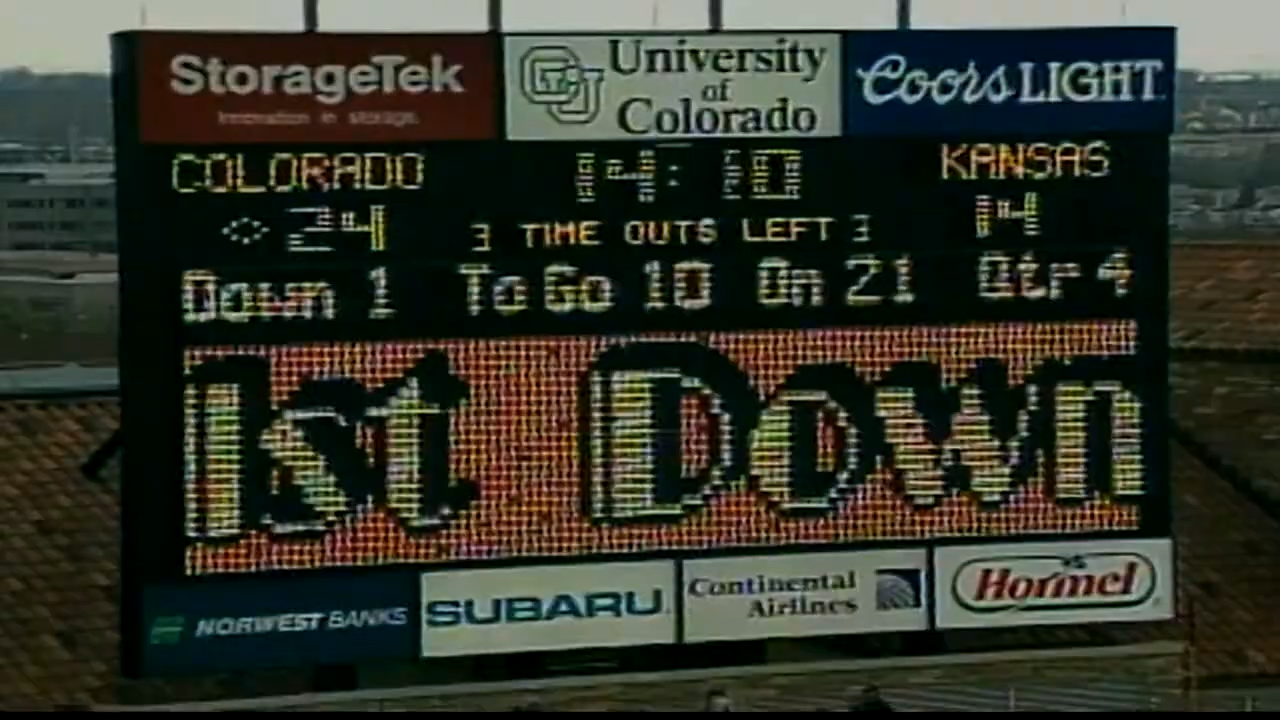 StorageTek
Innovation in storage.
CU
University
of
Colorado
Coors LIGHT
COLORADO 14:10 KANSAS
24 3 TIME OUTS LEFT 3 14
Down 1 To Go 10 On 21 Qtr 4
1st Down
NORWEST BANKS
SUBARU
Continental
Airlines
Hormel